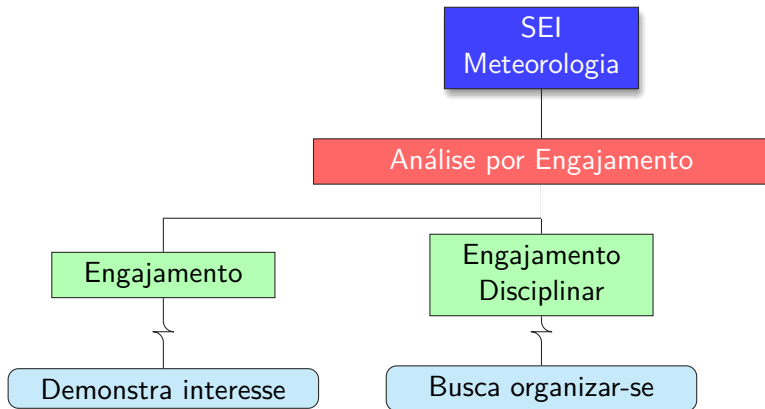 SEI
Meteorologia
Análise por Engajamento
Engajamento
Engajamento
Disciplinar
Demonstra interesse
Busca organizar-se